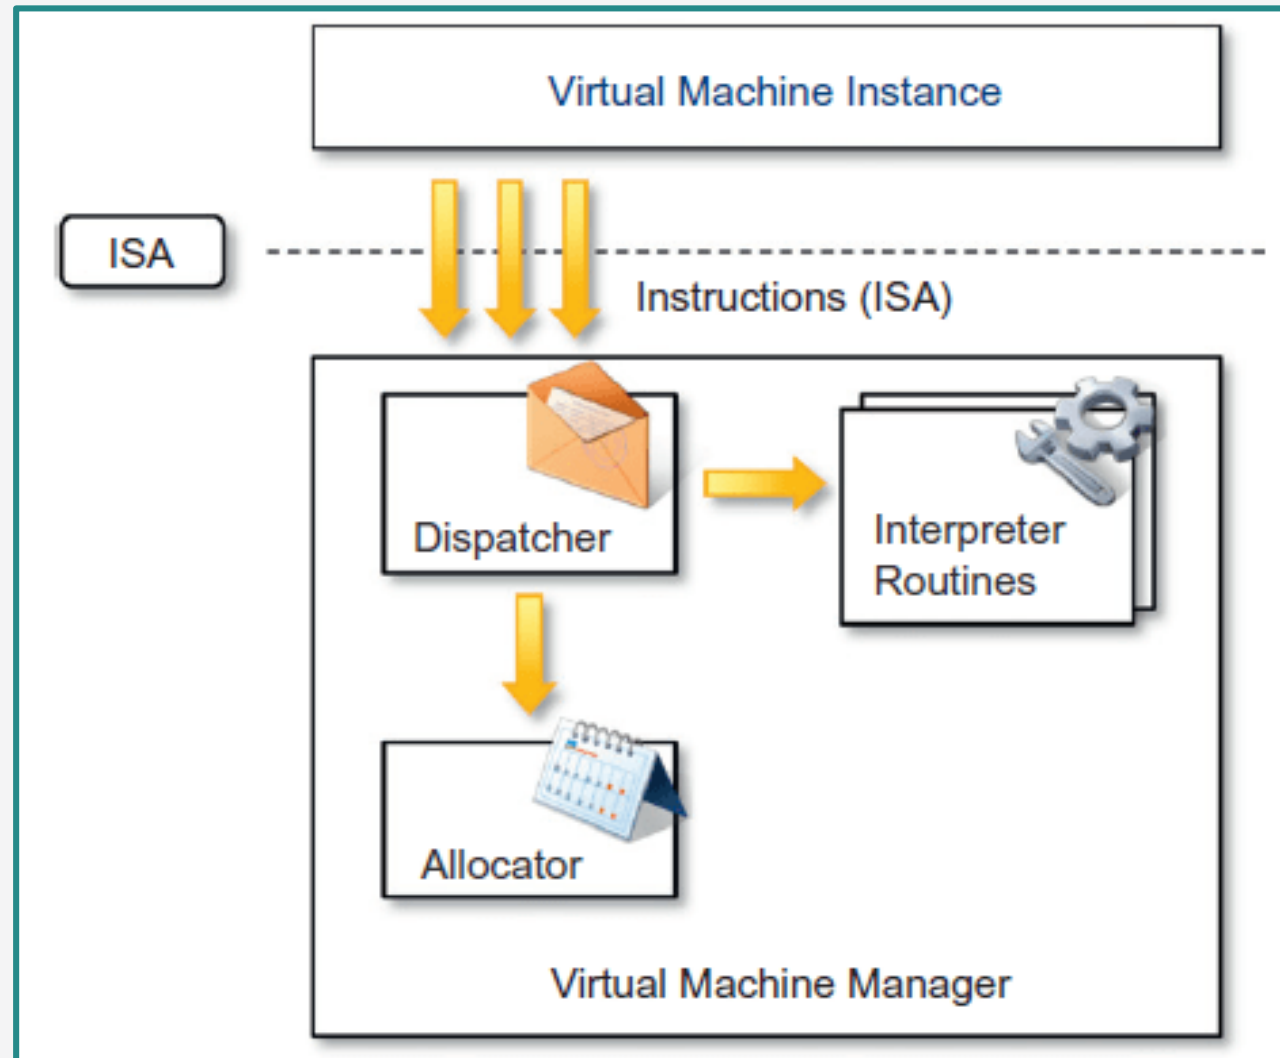 Virtual Machine Instance
ISA
Instructions (ISA)
Dispatcher
Interpreter
Routines
Allocator
Virtual Machine Manager